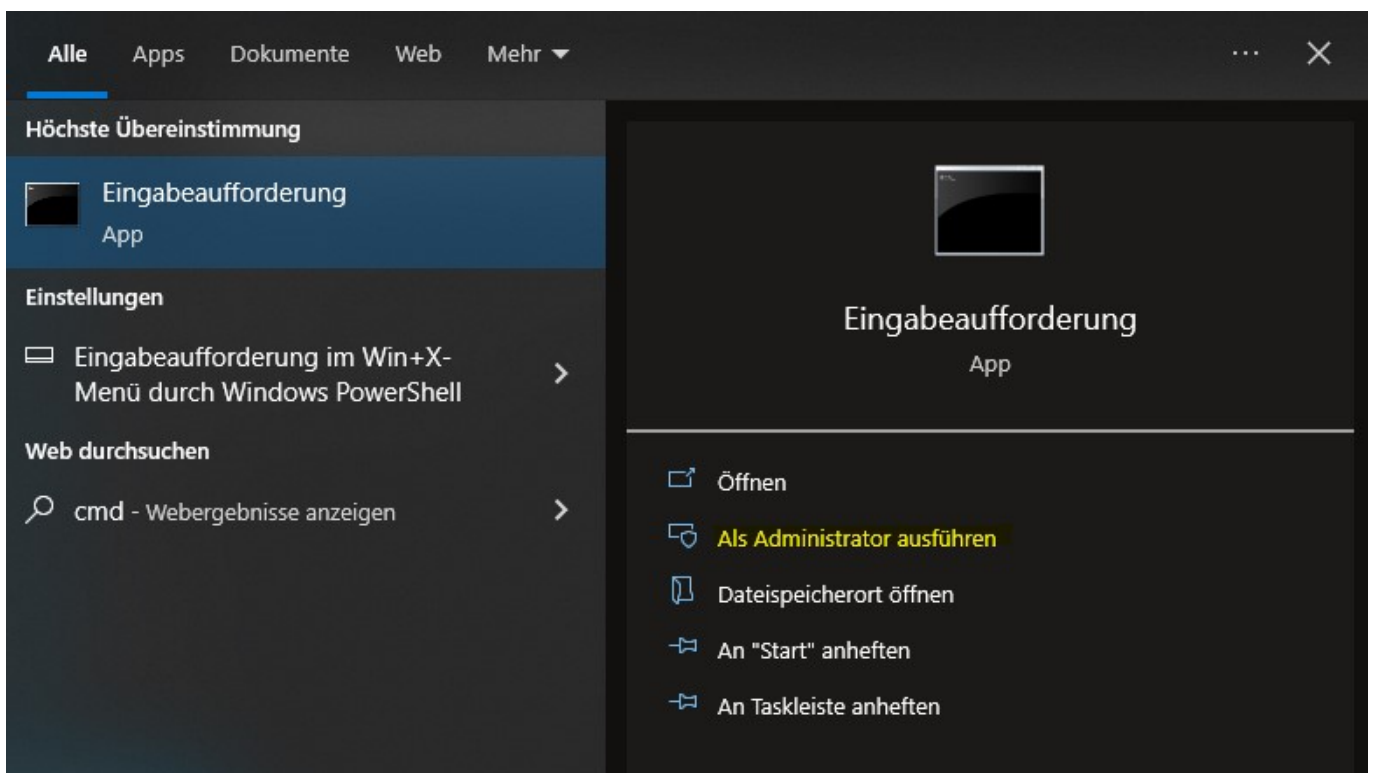 Alle Apps Dokumente Web Mehr
Höchste Übereinstimmung
Eingabeaufforderung
App
Einstellungen
Eingabeaufforderung im Win+X-
Menü durch Windows PowerShell
Web durchsuchen
cmd - Webergebnisse anzeigen
Eingabeaufforderung
App
Öffnen
Als Administrator ausführen
Dateispeicherort öffnen
An "Start" anheften
An Taskleiste anheften